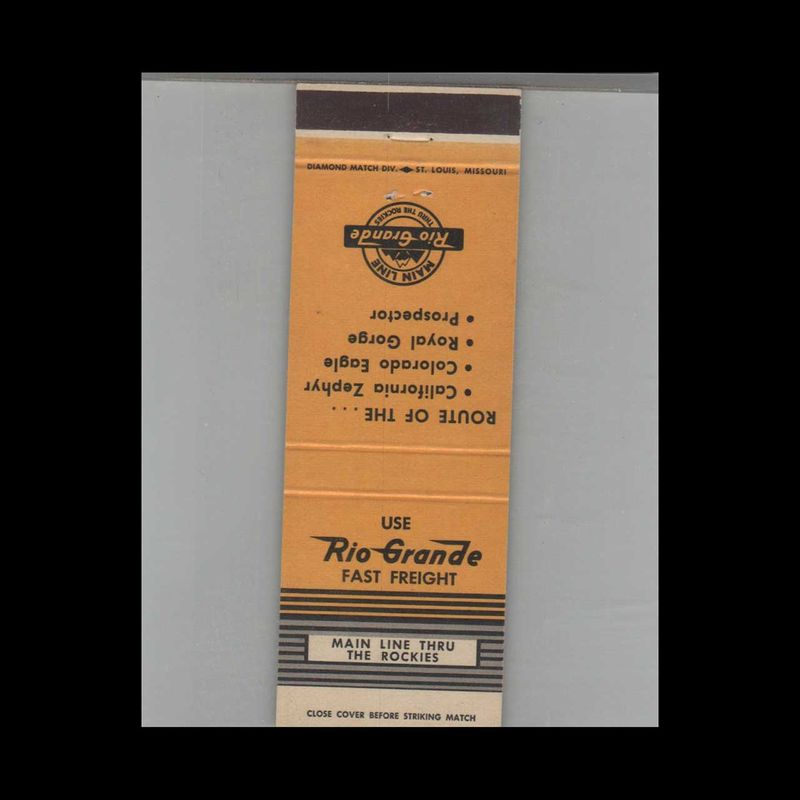 DIAMOND MATCH DIV. ST. LOUIS, MISSOURI
MAIN LINE
Rio Grande
THRU THE ROCKIES
ROUTE OF THE...
• California Zephyr
• Colorado Eagle
• Royal Gorge
• Prospector
USE
Rio Grande
FAST FREIGHT
MAIN LINE THRU
THE ROCKIES
CLOSE COVER BEFORE STRIKING MATCH